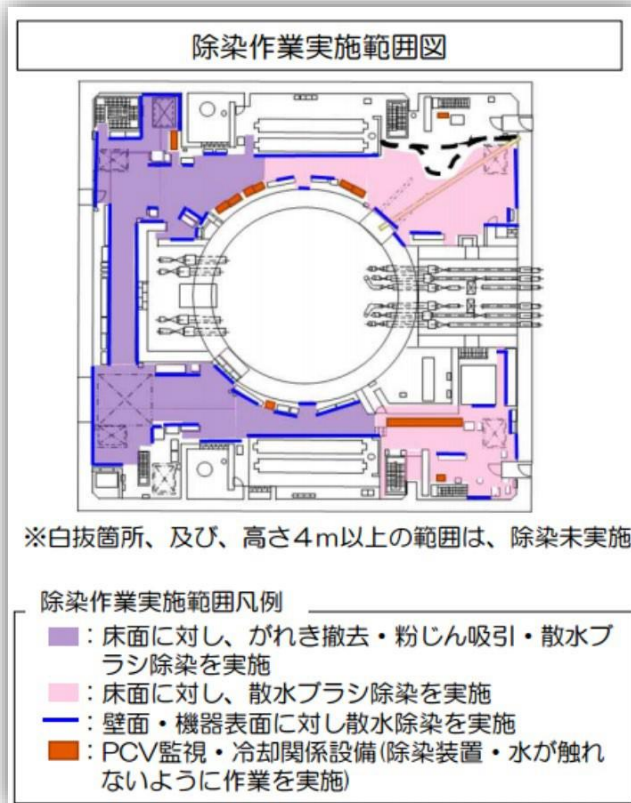 除染作業実施範囲図
※白抜箇所、及び、高さ4m以上の範囲は、除染未実施
除染作業実施範囲凡例
：床面に対し、がれき撤去・粉じん吸引・散水ブ
ラシ除染を実施
：床面に対し、散水ブラシ除染を実施
：壁面・機器表面に対し散水除染を実施
：PCV監視・冷却関係設備(除染装置・水が触れ
ないように作業を実施)